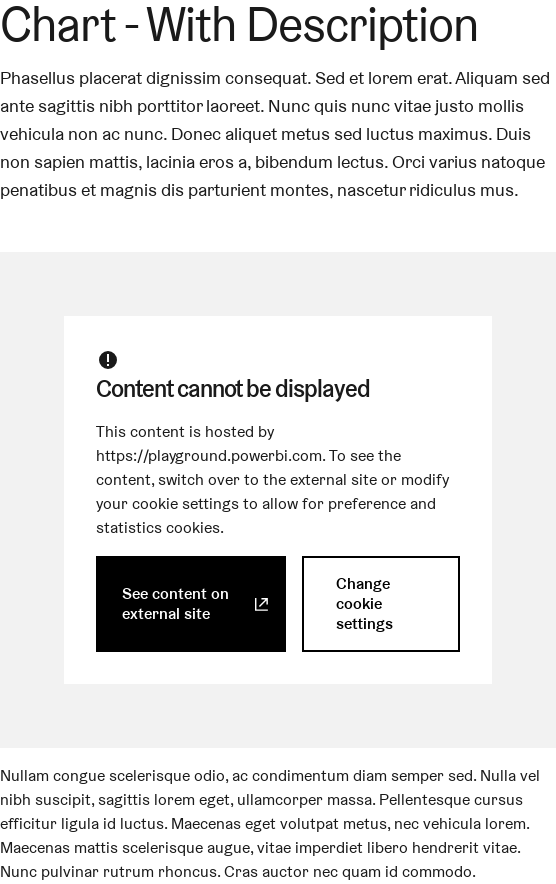 Chart - With Description
Phasellus placerat dignissim consequat. Sed et lorem erat. Aliquam sed
ante sagittis nibh porttitor laoreet. Nunc quis nunc vitae justo mollis
vehicula non ac nunc. Donec aliquet metus sed luctus maximus. Duis
non sapien mattis, lacinia eros a, bibendum lectus. Orci varius natoque
penatibus et magnis dis parturient montes, nascetur ridiculus mus.
Content cannot be displayed
This content is hosted by
https://playground.powerbi.com. To see the
content, switch over to the external site or modify
your cookie settings to allow for preference and
statistics cookies.
See content on
external site
Change
cookie
settings
Nullam congue scelerisque odio, ac condimentum diam semper sed. Nulla vel
nibh suscipit, sagittis lorem eget, ullamcorper massa. Pellentesque cursus
efficitur ligula id luctus. Maecenas eget volutpat metus, nec vehicula lorem.
Maecenas mattis scelerisque augue, vitae imperdiet libero hendrerit vitae.
Nunc pulvinar rutrum rhoncus. Cras auctor nec quam id commodo.